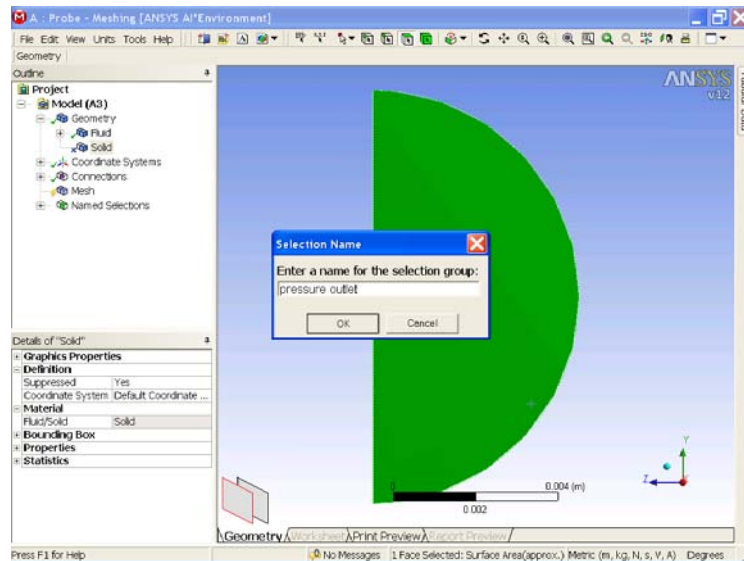 A : Probe - Meshing [ANSYS AI*Environment]
File Edit View Units Tools Help
Geometry
Outline
Project
Model (A3)
Geometry
Fluid
Solid
Coordinate Systems
Connections
Mesh
Named Selections
ANSYS
v12
Selection Name
Enter a name for the selection group:
pressure outlet
OK
Cancel
Details of "Solid"
Graphics Properties
Definition
Suppressed Yes
Coordinate System Default Coordinate ...
Material
Fluid/Solid Solid
Bounding Box
Properties
Statistics
Y
Z
0
0.004 (m)
0.002
Geometry Worksheet Print Preview Report Preview
Press F1 for Help
No Messages 1 Face Selected: Surface Area(approx.) Metric (m, kg, N, s, V, A) Degrees